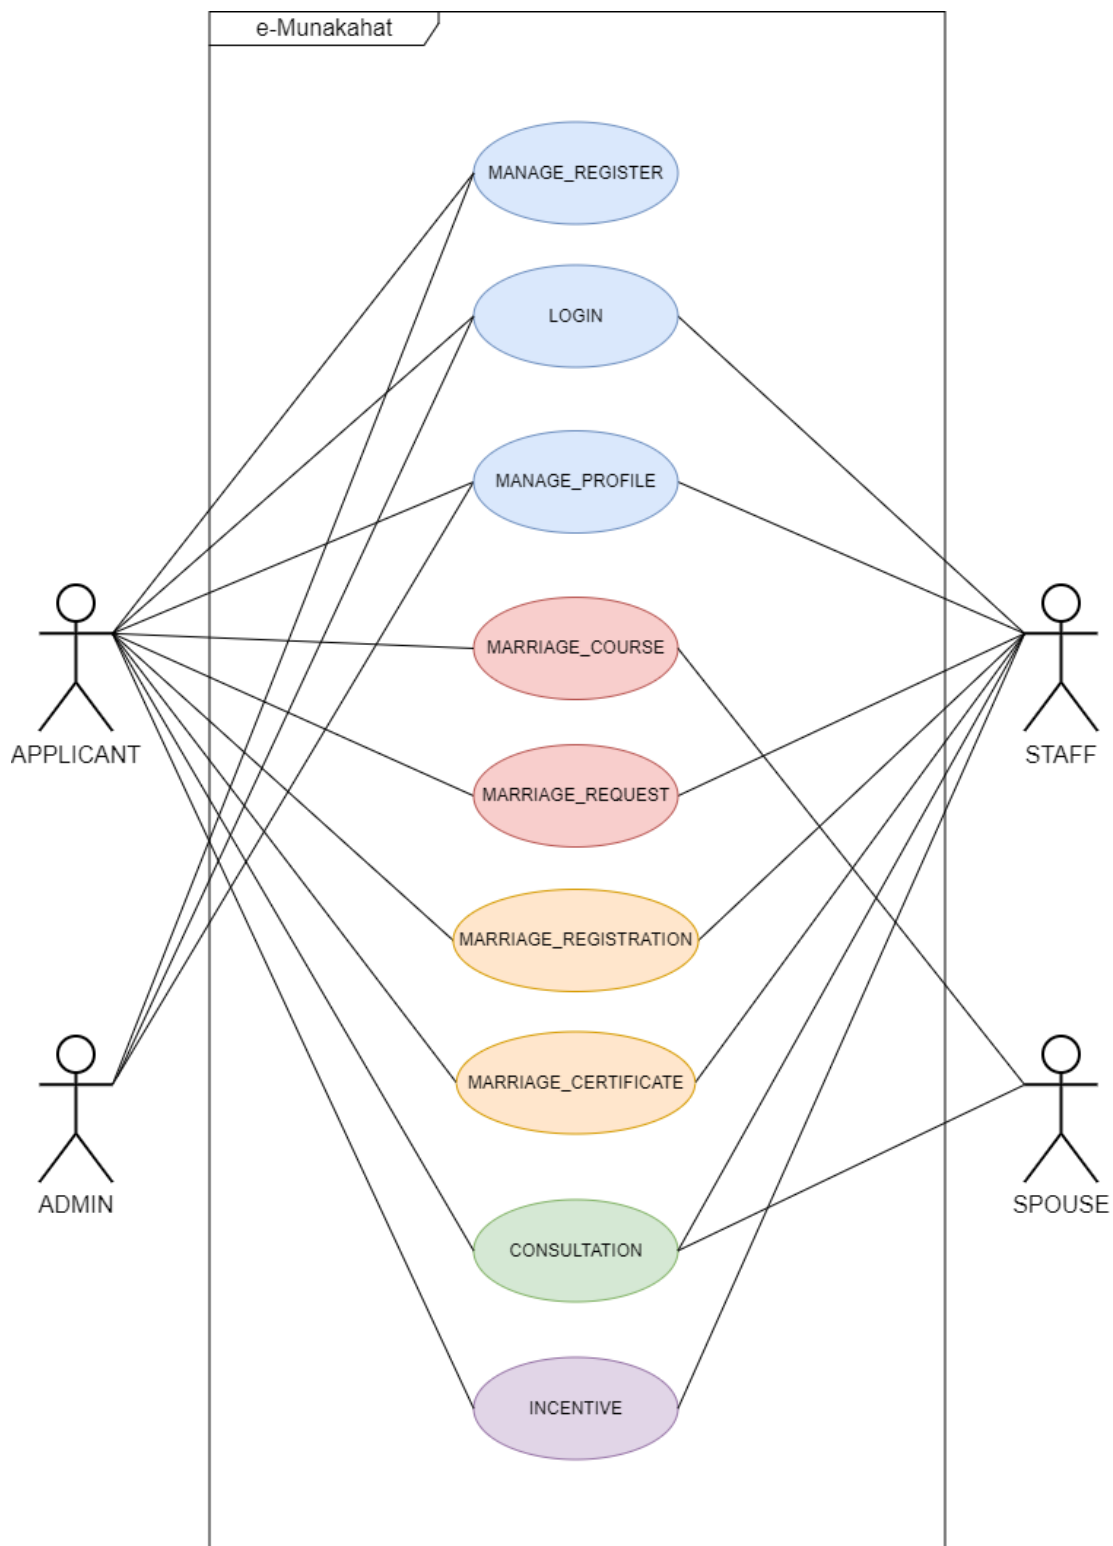 e-Munakahat
MANAGE_REGISTER
LOGIN
MANAGE_PROFILE
MARRIAGE_COURSE
APPLICANT
STAFF
MARRIAGE_REQUEST
MARRIAGE_REGISTRATION
MARRIAGE_CERTIFICATE
ADMIN
SPOUSE
CONSULTATION
INCENTIVE